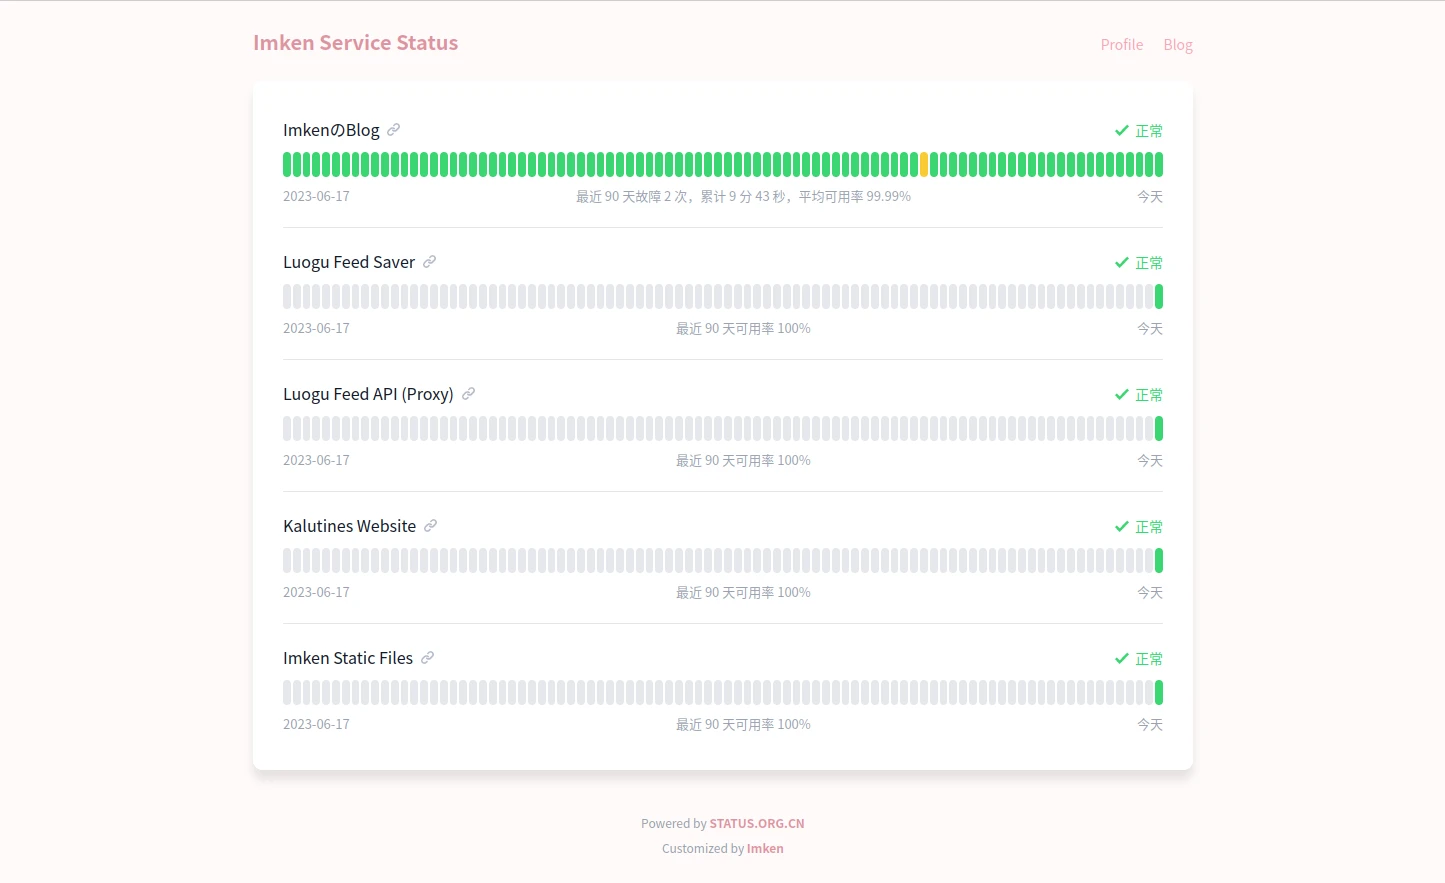 Imken Service Status
Profile Blog
ImkenのBlog 正常
2023-06-17 最近 90 天故障 2 次，累计 9 分 43 秒，平均可用率 99.99% 今天
Luogu Feed Saver 正常
2023-06-17 最近 90 天可用率 100% 今天
Luogu Feed API (Proxy) 正常
2023-06-17 最近 90 天可用率 100% 今天
Kalutines Website 正常
2023-06-17 最近 90 天可用率 100% 今天
Imken Static Files 正常
2023-06-17 最近 90 天可用率 100% 今天
Powered by STATUS.ORG.CN
Customized by Imken